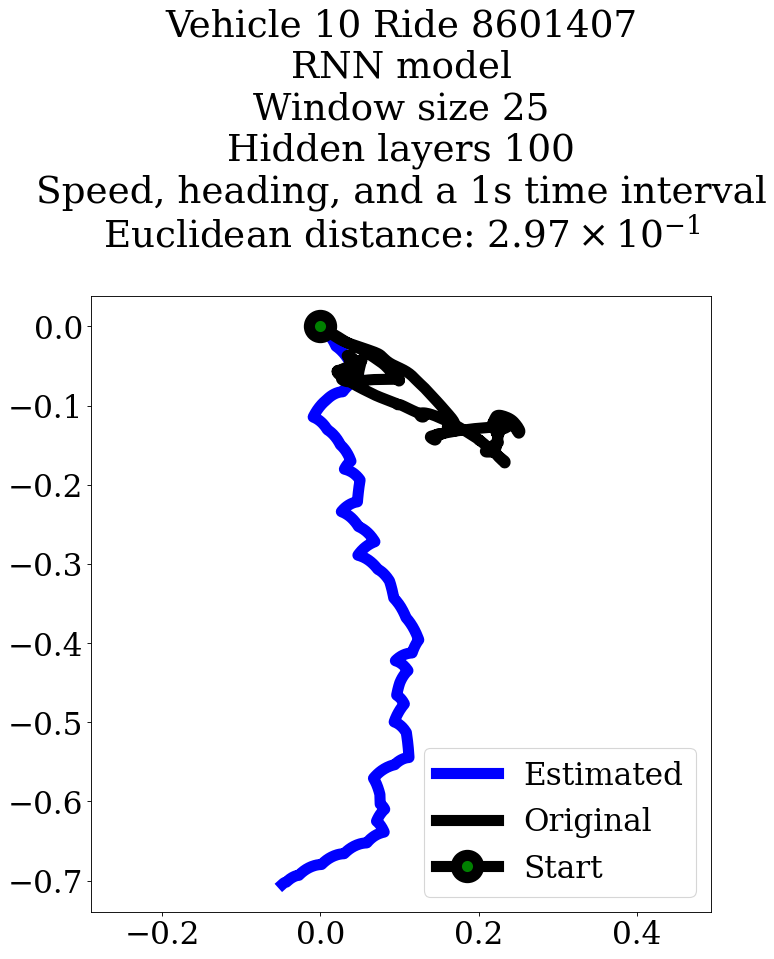 Vehicle 10 Ride 8601407
RNN model
Window size 25
Hidden layers 100
Speed, heading, and a 1s time interval
Euclidean distance: 2.97 × 10⁻¹
0.0
−0.1
−0.2
−0.3
−0.4
−0.5
−0.6
−0.7
Estimated
Original
Start
−0.2 0.0 0.2 0.4